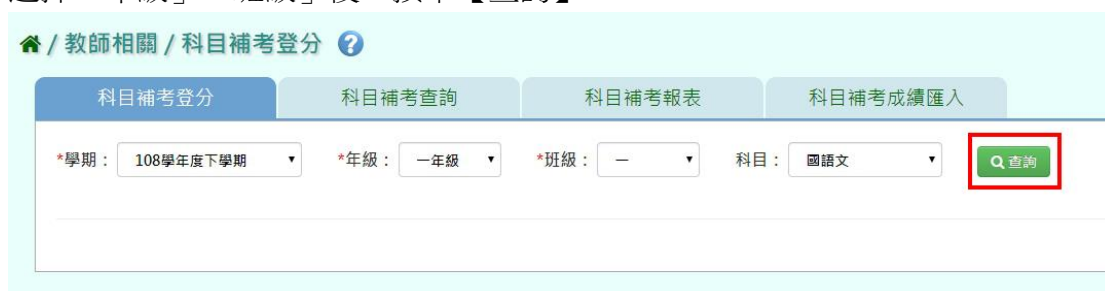 / 教師相關 / 科目補考登分 ?
科目補考登分 科目補考查詢 科目補考報表 科目補考成績匯入
*學期： 108學年度下學期 *年級： 一年級 *班級： 一 科目： 國語文 查詢